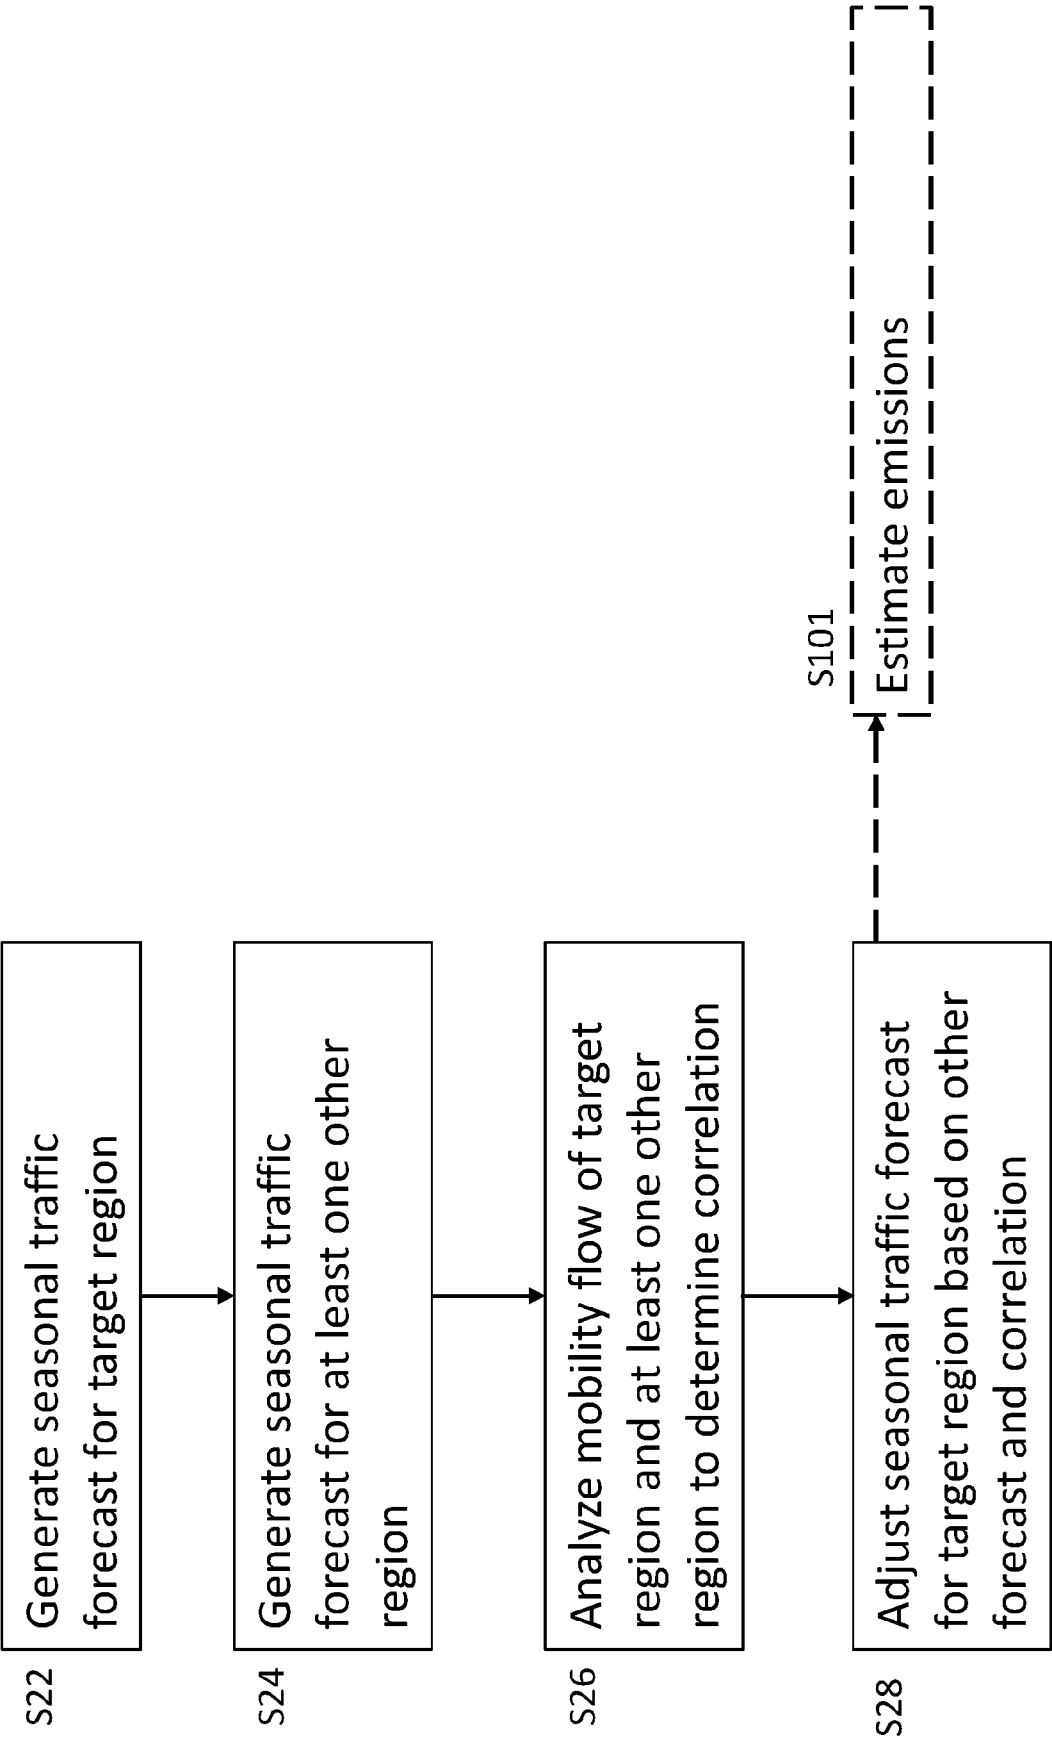 S22
Generate seasonal traffic
forecast for target region
S24
Generate seasonal traffic
forecast for at least one other
region
S26
Analyze mobility flow of target
region and at least one other
region to determine correlation
S28
Adjust seasonal traffic forecast
for target region based on other
forecast and correlation
S101
Estimate emissions